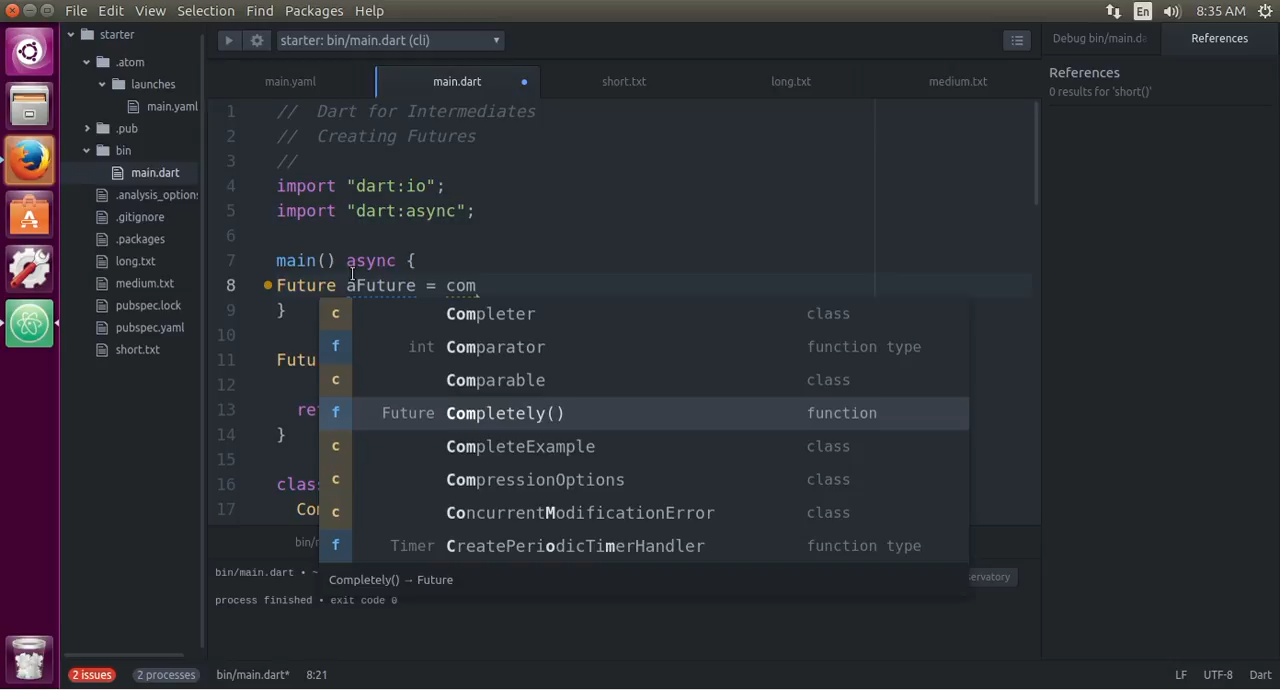 File Edit View Selection Find Packages Help
En 8:35 AM
starter
.atom
launches
main.yaml
.pub
bin
main.dart
.analysis_options
.gitignore
.packages
long.txt
medium.txt
pubspec.lock
pubspec.yaml
short.txt
starter: bin/main.dart (cli)
main.yaml main.dart short.txt long.txt medium.txt
1 // Dart for Intermediates
2 // Creating Futures
3 //
4 import "dart:io";
5 import "dart:async";
6
7 main() async {
8 Future aFuture = com
9 }
10
11 Futu
12
13 ret
14 }
15
16 class
17 Co
c Completer class
f int Comparator function type
c Comparable class
f Future Completely() function
c CompleteExample class
c CompressionOptions class
c ConcurrentModificationError class
f Timer CreatePeriodicTimerHandler function type
Completely() → Future
bin/m
bin/main.dart • ~
servatory
process finished • exit code 0
Debug bin/main.da References
References
0 results for 'short()'
2 issues 2 processes bin/main.dart* 8:21 LF UTF-8 Dart